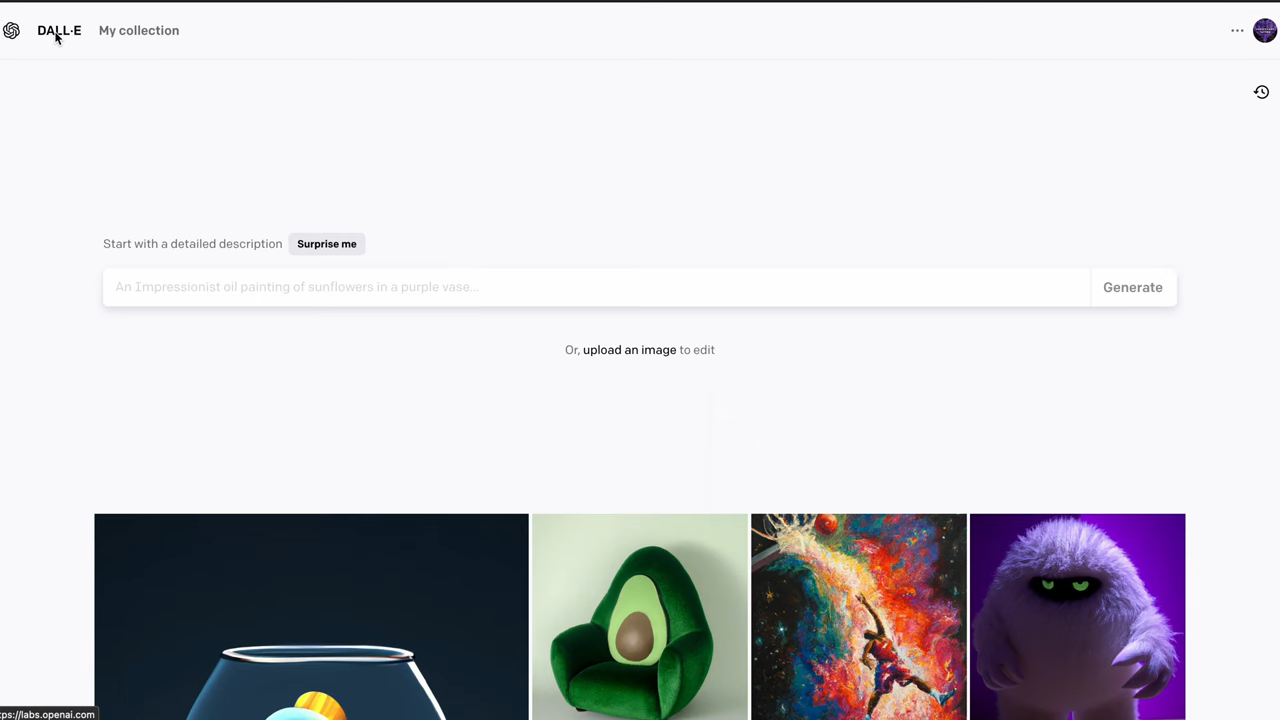 DALL·E My collection
Start with a detailed description Surprise me
An Impressionist oil painting of sunflowers in a purple vase... Generate
Or, upload an image to edit
tps://labs.openai.com